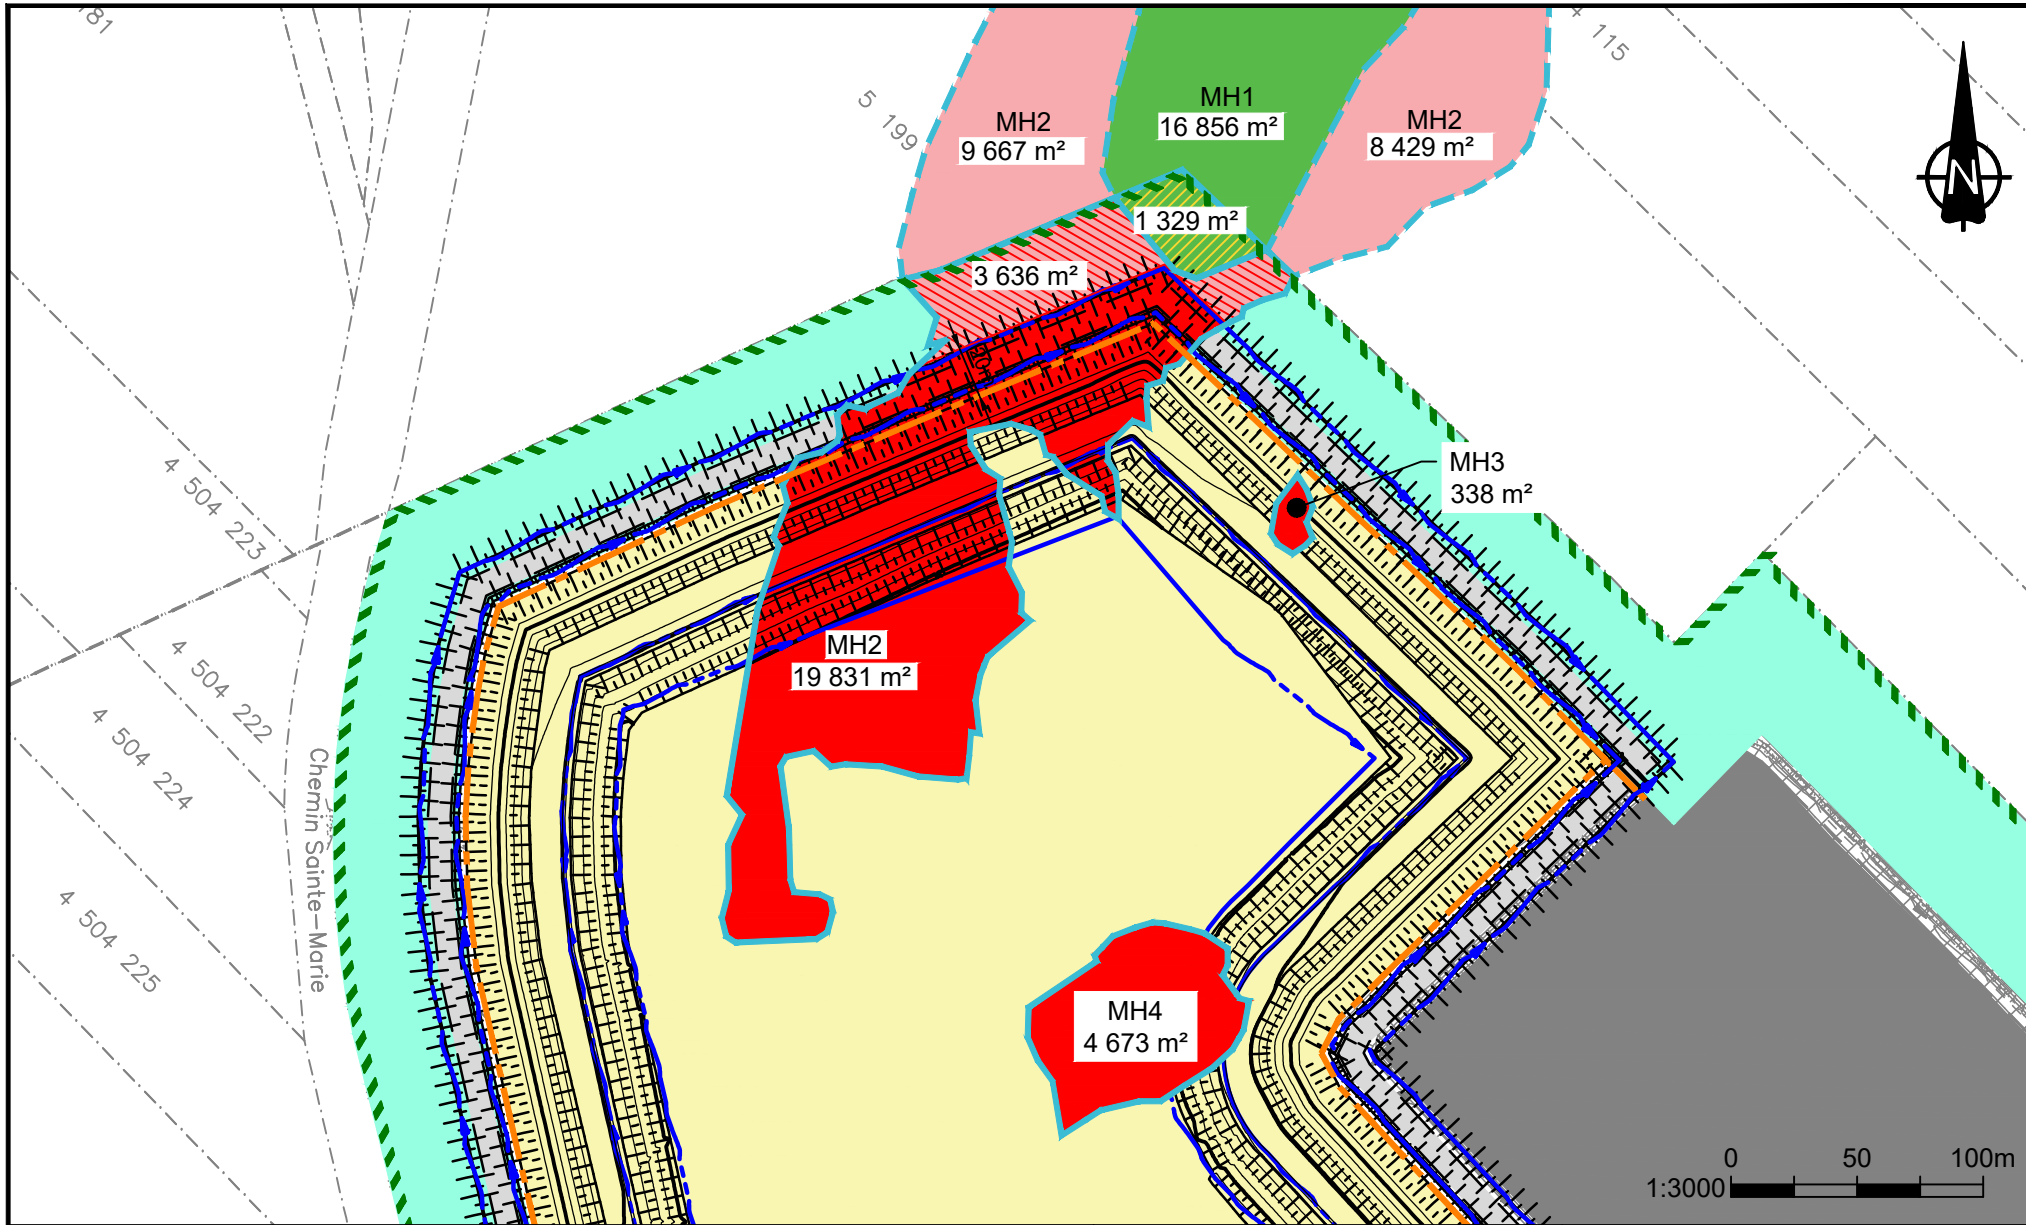 181
4 115
5 199
MH2
9 667 m²
MH1
16 856 m²
MH2
8 429 m²
N
1 329 m²
3 636 m²
MH3
338 m²
4 504 223
4 504 222
4 504 224
4 504 225
Chemin Sainte-Marie
MH2
19 831 m²
MH4
4 673 m²
0 50 100m
1:3000